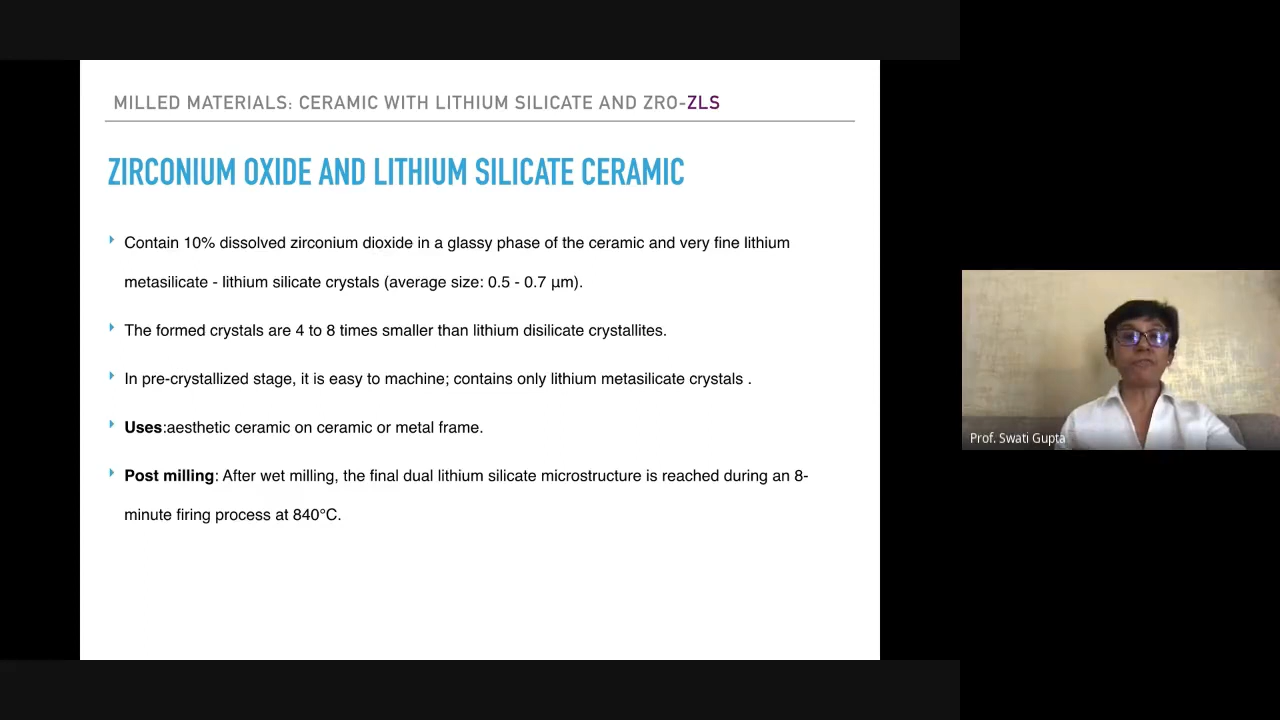 MILLED MATERIALS: CERAMIC WITH LITHIUM SILICATE AND ZRO-ZLS
ZIRCONIUM OXIDE AND LITHIUM SILICATE CERAMIC
Contain 10% dissolved zirconium dioxide in a glassy phase of the ceramic and very fine lithium
metasilicate - lithium silicate crystals (average size: 0.5 - 0.7 µm).
The formed crystals are 4 to 8 times smaller than lithium disilicate crystallites.
In pre-crystallized stage, it is easy to machine; contains only lithium metasilicate crystals .
Uses:aesthetic ceramic on ceramic or metal frame.
Post milling: After wet milling, the final dual lithium silicate microstructure is reached during an 8-
minute firing process at 840°C.
Prof. Swati Gupta